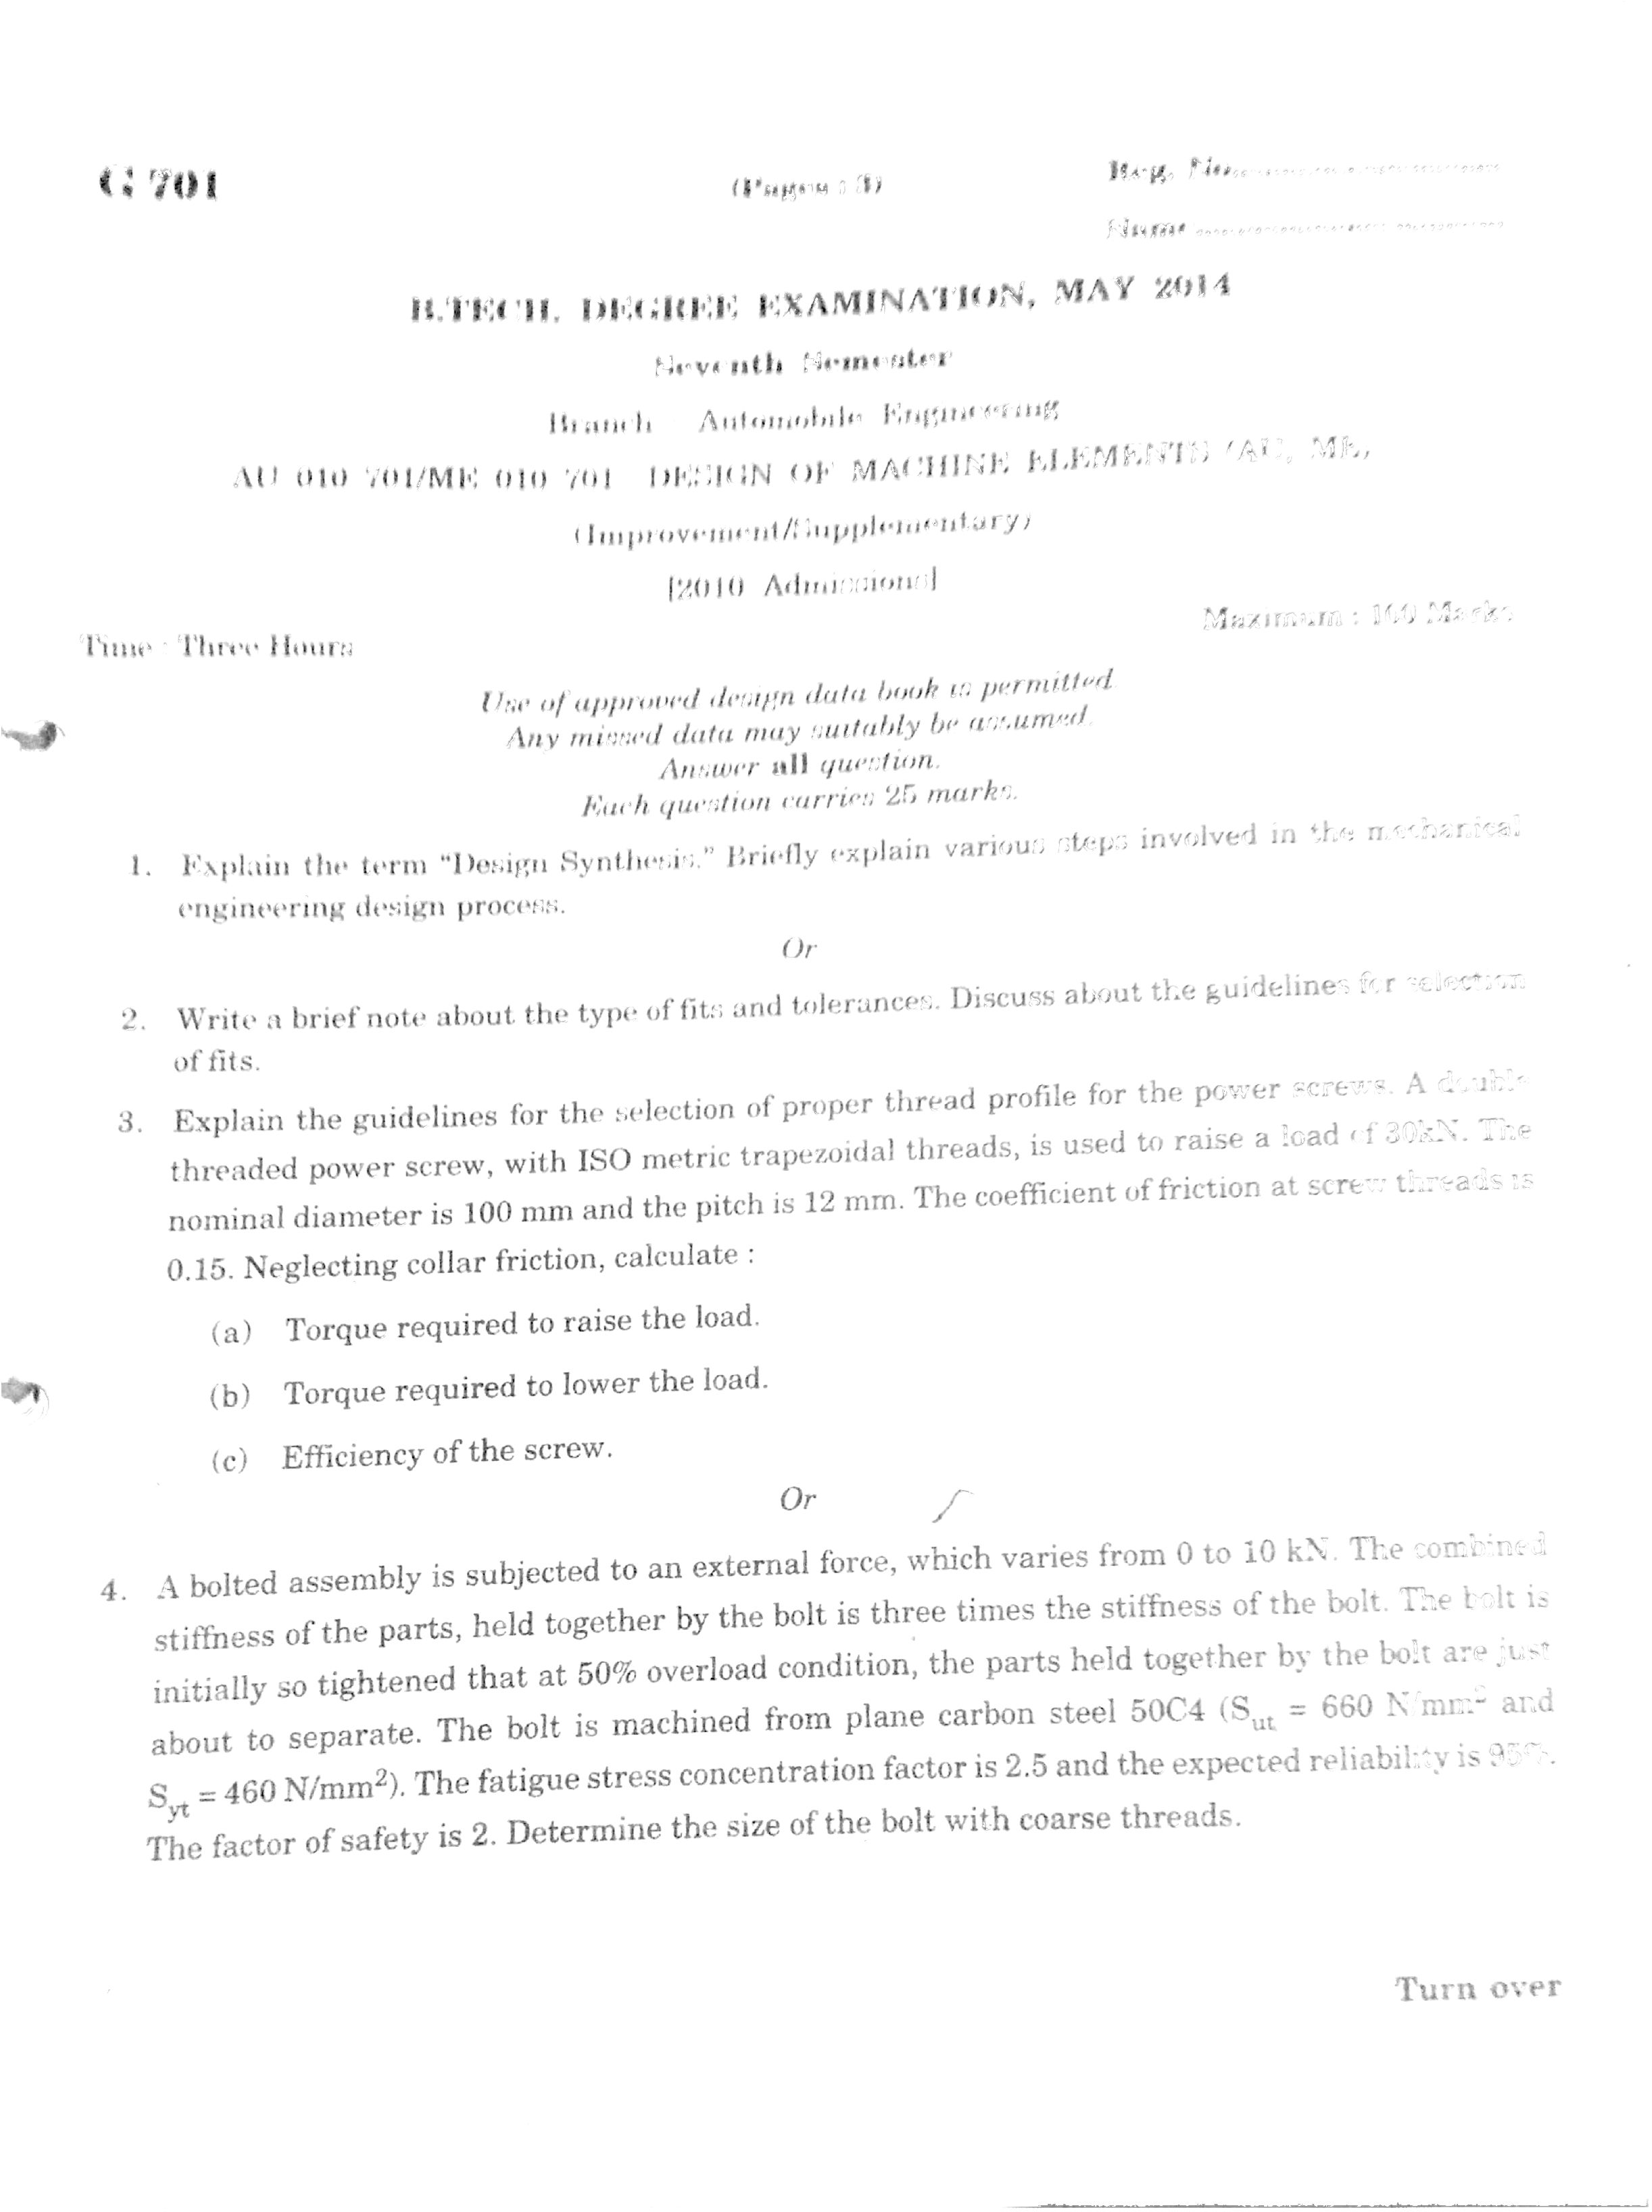 G 701
(Pages : 3)
Reg. No.
Name
B.TECH. DEGREE EXAMINATION, MAY 2014
Seventh Semester
Branch Automobile Engineering
AU 010 701/ME 010 701 DESIGN OF MACHINE ELEMENTS (AU, ME)
(Improvement/Supplementary)
[2010 Admissions]
Time : Three Hours
Maximum : 100 Marks
Use of approved design data book is permitted.
Any missed data may suitably be assumed.
Answer all question.
Each question carries 25 marks.
1. Explain the term “Design Synthesis.” Briefly explain various steps involved in the mechanical
engineering design process.
Or
2. Write a brief note about the type of fits and tolerances. Discuss about the guidelines for selection
of fits.
3. Explain the guidelines for the selection of proper thread profile for the power screws. A double
threaded power screw, with ISO metric trapezoidal threads, is used to raise a load of 30kN. The
nominal diameter is 100 mm and the pitch is 12 mm. The coefficient of friction at screw threads is
0.15. Neglecting collar friction, calculate :
(a) Torque required to raise the load.
(b) Torque required to lower the load.
(c) Efficiency of the screw.
Or
4. A bolted assembly is subjected to an external force, which varies from 0 to 10 kN. The combined
stiffness of the parts, held together by the bolt is three times the stiffness of the bolt. The bolt is
initially so tightened that at 50% overload condition, the parts held together by the bolt are just
about to separate. The bolt is machined from plane carbon steel 50C4 (Sut = 660 N/mm² and
Syt = 460 N/mm²). The fatigue stress concentration factor is 2.5 and the expected reliability is 95%.
The factor of safety is 2. Determine the size of the bolt with coarse threads.
Turn over